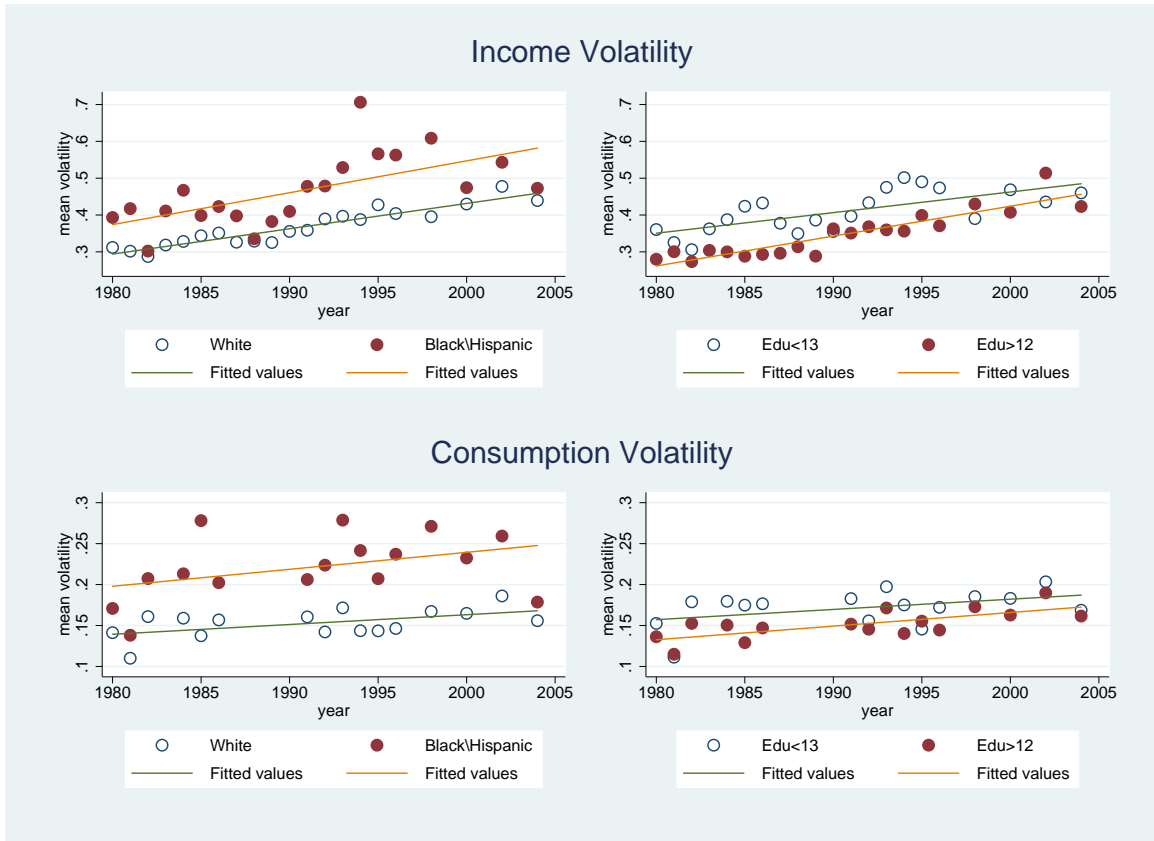 Income Volatility
mean volatility
.3 .4 .5 .6 .7
1980 1985 1990 1995 2000 2005
year
White Black\Hispanic
Fitted values Fitted values
mean volatility
.3 .4 .5 .6 .7
1980 1985 1990 1995 2000 2005
year
Edu<13 Edu>12
Fitted values Fitted values
Consumption Volatility
mean volatility
.1 .15 .2 .25 .3
1980 1985 1990 1995 2000 2005
year
White Black\Hispanic
Fitted values Fitted values
mean volatility
.1 .15 .2 .25 .3
1980 1985 1990 1995 2000 2005
year
Edu<13 Edu>12
Fitted values Fitted values